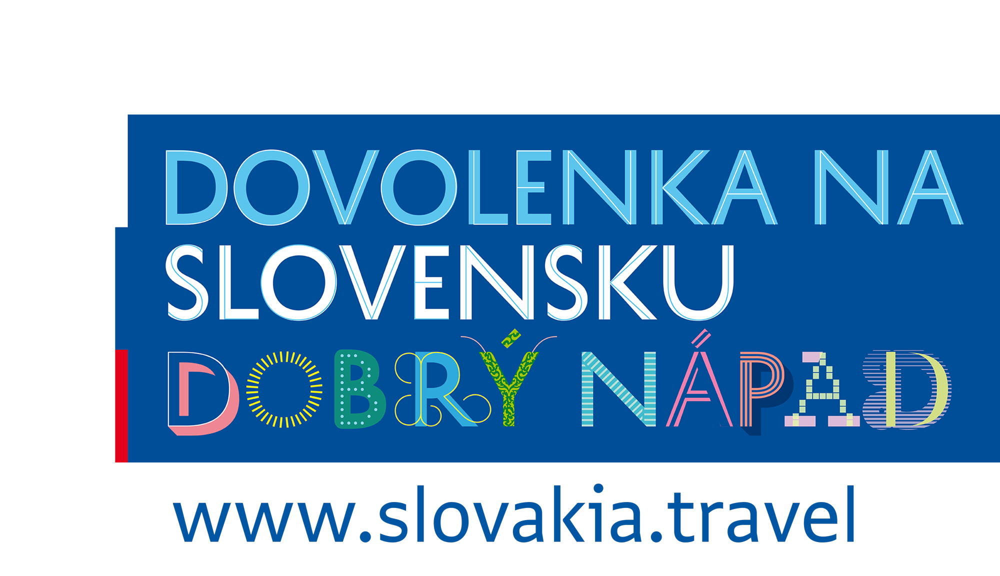 DOVOLENKA NA
SLOVENSKU
DOBRÝ NÁPAD
www.slovakia.travel